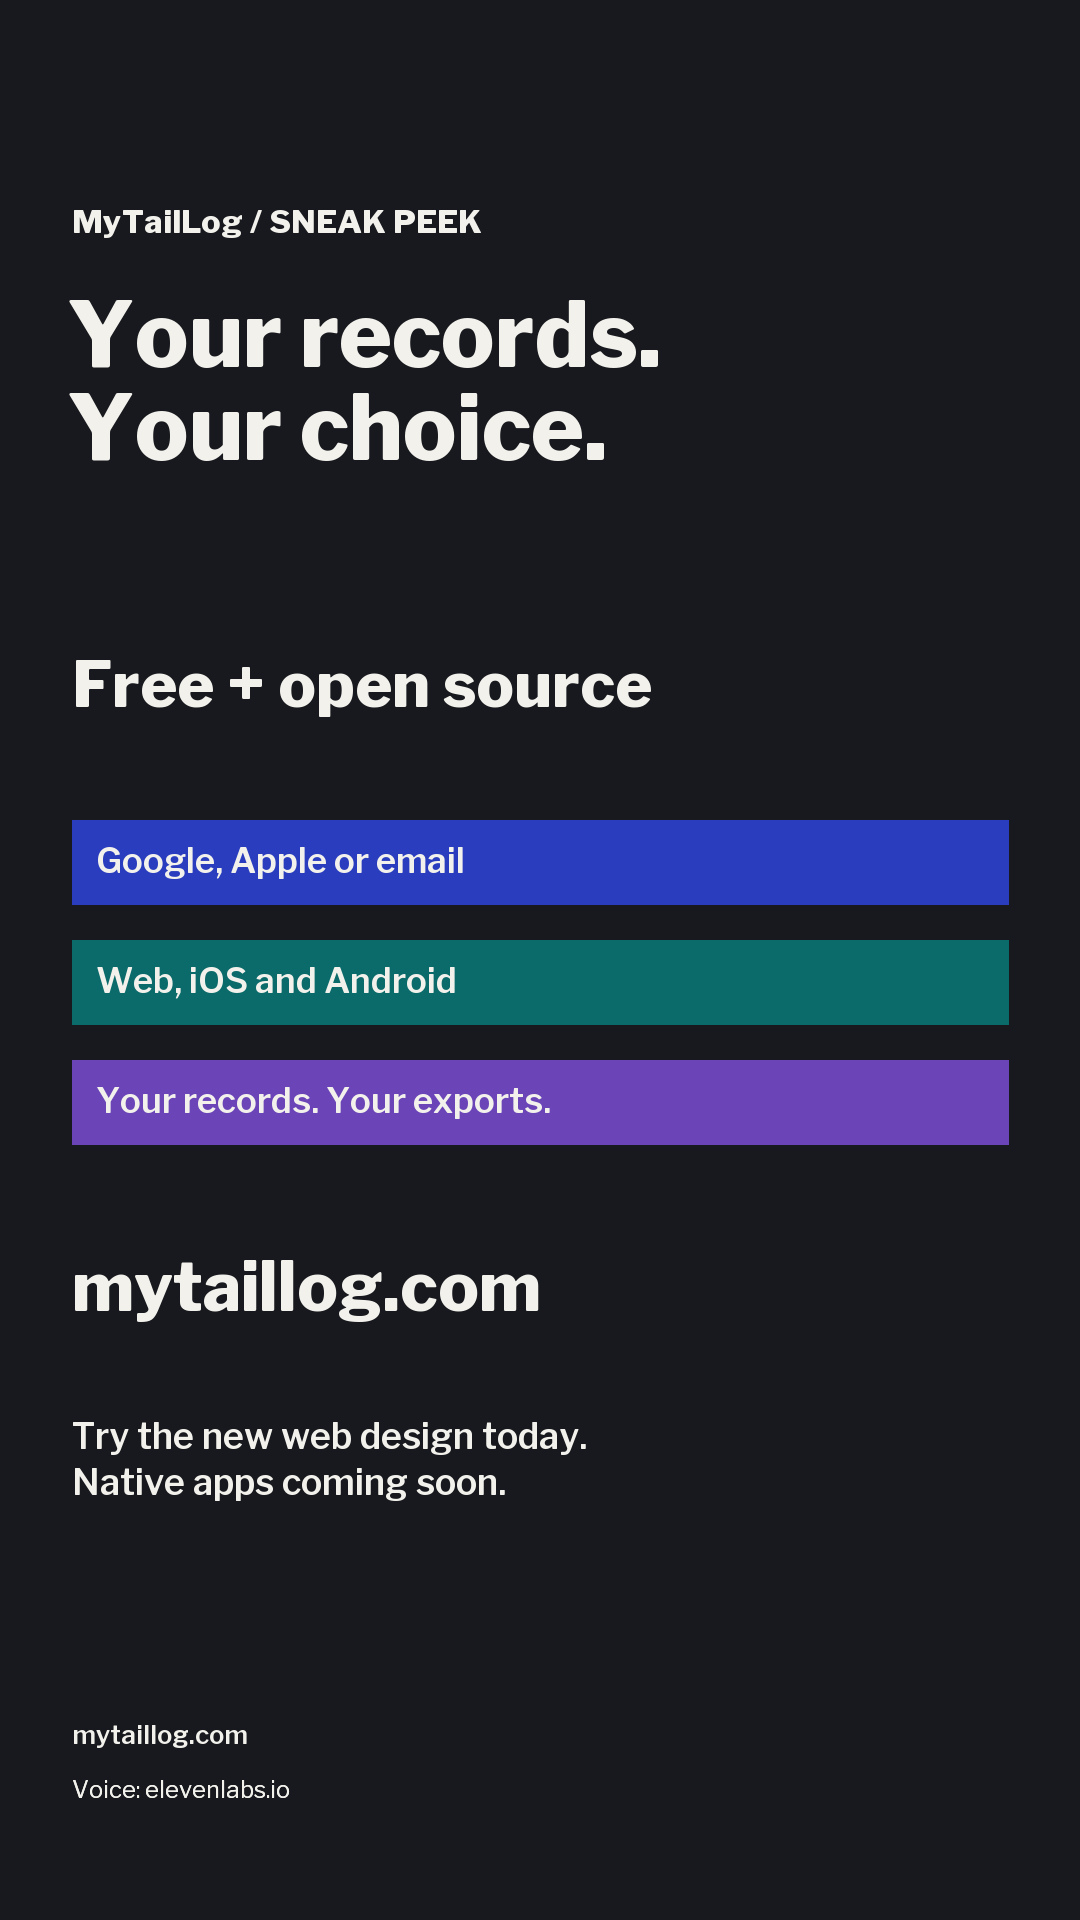 MyTailLog / SNEAK PEEK
Your records.
Your choice.
Free + open source
Google, Apple or email
Web, iOS and Android
Your records. Your exports.
mytaillog.com
Try the new web design today.
Native apps coming soon.
mytaillog.com
Voice: elevenlabs.io